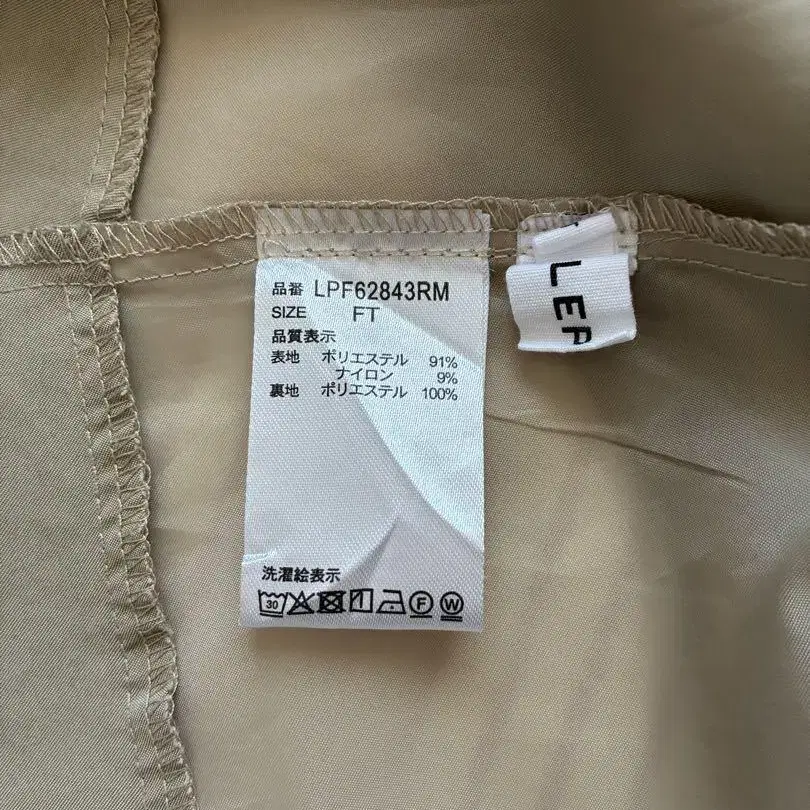 品番 LPF62843RM
SIZE FT
品質表示
表地 ポリエステル 91%
ナイロン 9%
裏地 ポリエステル 100%
洗濯絵表示
30 F W
LEP